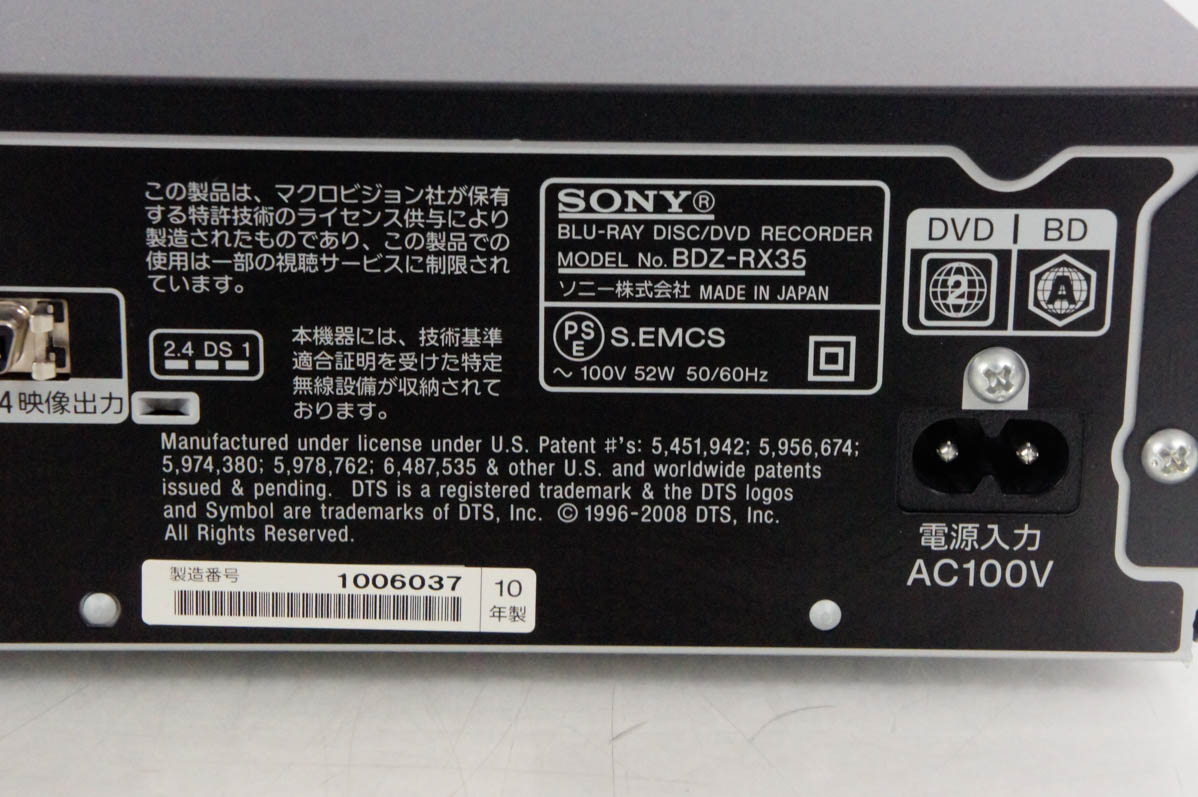 この製品は、マクロビジョン社が保有
する特許技術のライセンス供与により
製造されたものであり、この製品での
使用は一部の視聴サービスに制限され
ています。
SONY®
BLU-RAY DISC/DVD RECORDER
MODEL No. BDZ-RX35
ソニー株式会社 MADE IN JAPAN
PSE S.EMCS
～ 100V 52W 50/60Hz
DVD | BD
2 A
2.4 DS 1
本機器には、技術基準
適合証明を受けた特定
無線設備が収納されて
おります。
4映像出力
Manufactured under license under U.S. Patent #'s: 5,451,942; 5,956,674;
5,974,380; 5,978,762; 6,487,535 & other U.S. and worldwide patents
issued & pending. DTS is a registered trademark & the DTS logos
and Symbol are trademarks of DTS, Inc. © 1996-2008 DTS, Inc.
All Rights Reserved.
電源入力
AC100V
製造番号 1006037
10
年製